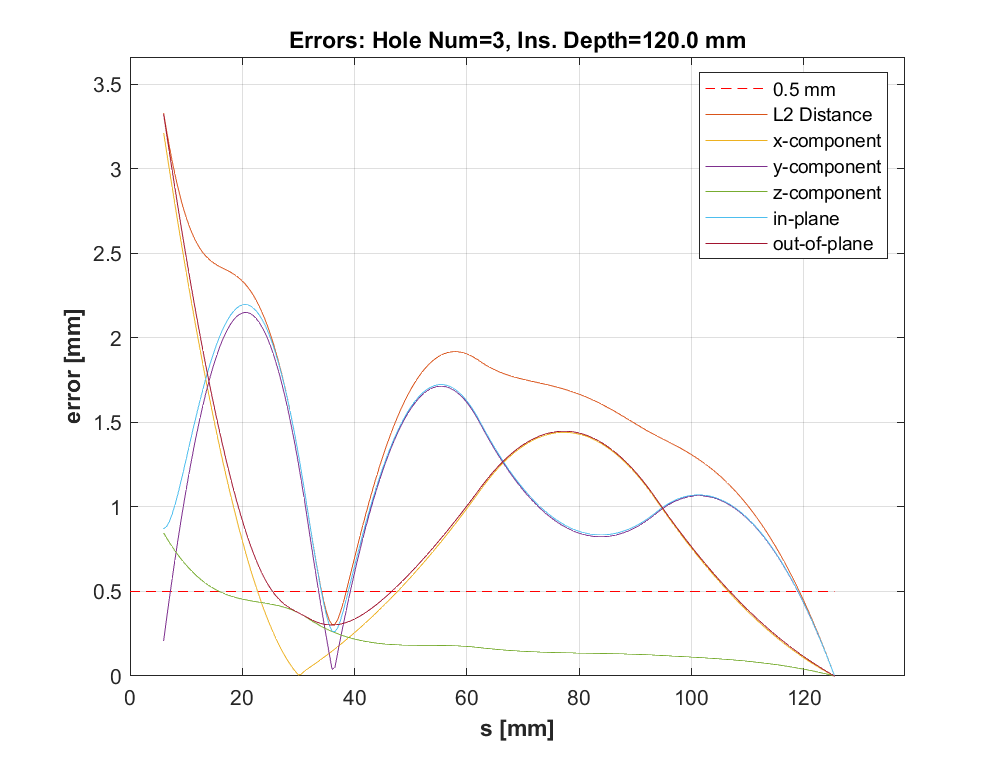 Errors: Hole Num=3, Ins. Depth=120.0 mm
3.5
3
2.5
2
1.5
1
0.5
0
error [mm]
0.5 mm
L2 Distance
x-component
y-component
z-component
in-plane
out-of-plane
0 20 40 60 80 100 120
s [mm]